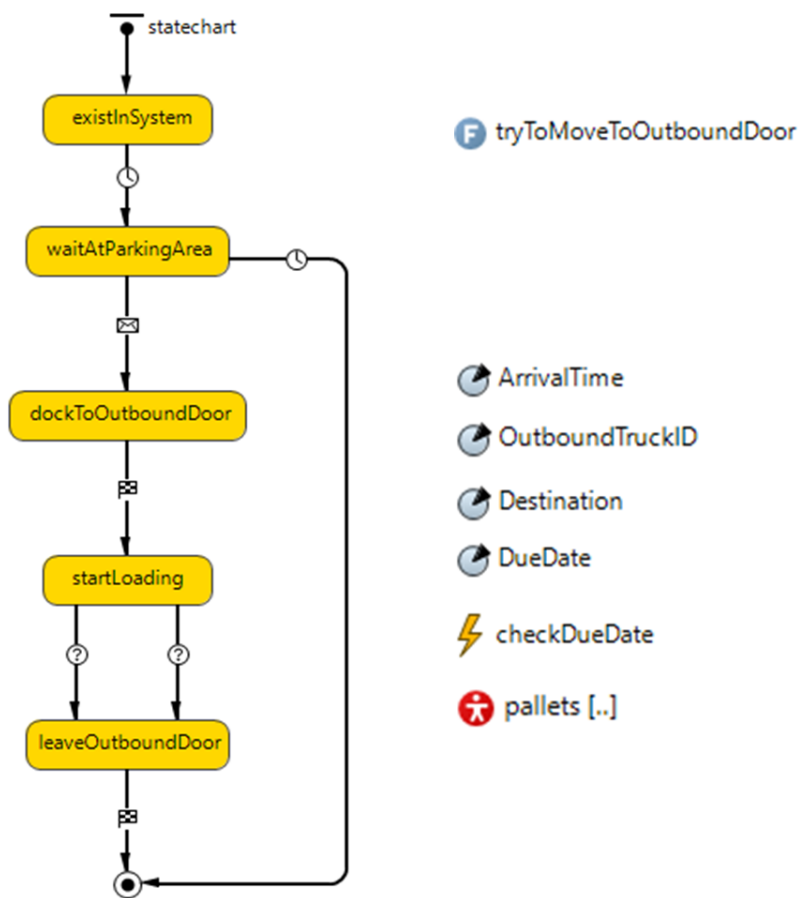 statechart
existInSystem
F tryToMoveToOutboundDoor
waitAtParkingArea
ArrivalTime
dockToOutboundDoor
OutboundTruckID
Destination
DueDate
startLoading
checkDueDate
? ?
pallets [..]
leaveOutboundDoor